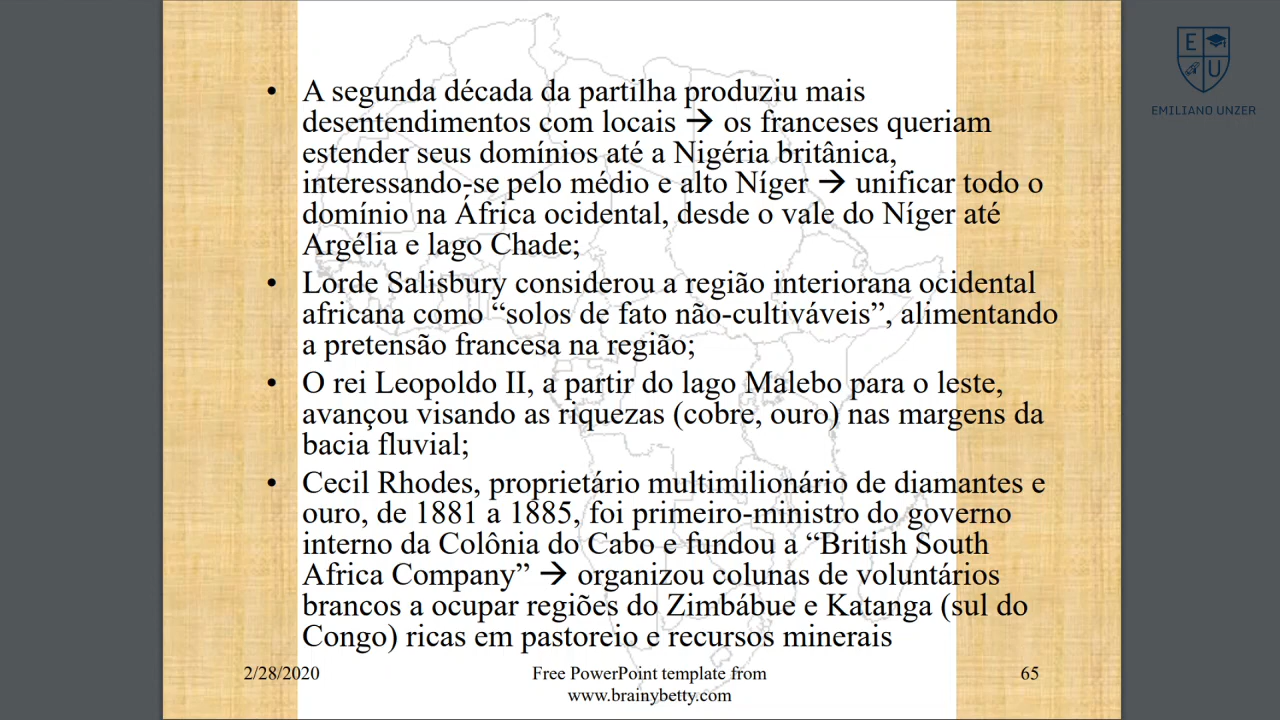 • A segunda década da partilha produziu mais
desentendimentos com locais → os franceses queriam
estender seus domínios até a Nigéria britânica,
interessando-se pelo médio e alto Níger → unificar todo o
domínio na África ocidental, desde o vale do Níger até
Argélia e lago Chade;
• Lorde Salisbury considerou a região interiorana ocidental
africana como “solos de fato não-cultiváveis”, alimentando
a pretensão francesa na região;
• O rei Leopoldo II, a partir do lago Malebo para o leste,
avançou visando as riquezas (cobre, ouro) nas margens da
bacia fluvial;
• Cecil Rhodes, proprietário multimilionário de diamantes e
ouro, de 1881 a 1885, foi primeiro-ministro do governo
interno da Colônia do Cabo e fundou a “British South
Africa Company” → organizou colunas de voluntários
brancos a ocupar regiões do Zimbábue e Katanga (sul do
Congo) ricas em pastoreio e recursos minerais
2/28/2020
Free PowerPoint template from
www.brainybetty.com
65
E
U
EMILIANO UNZER